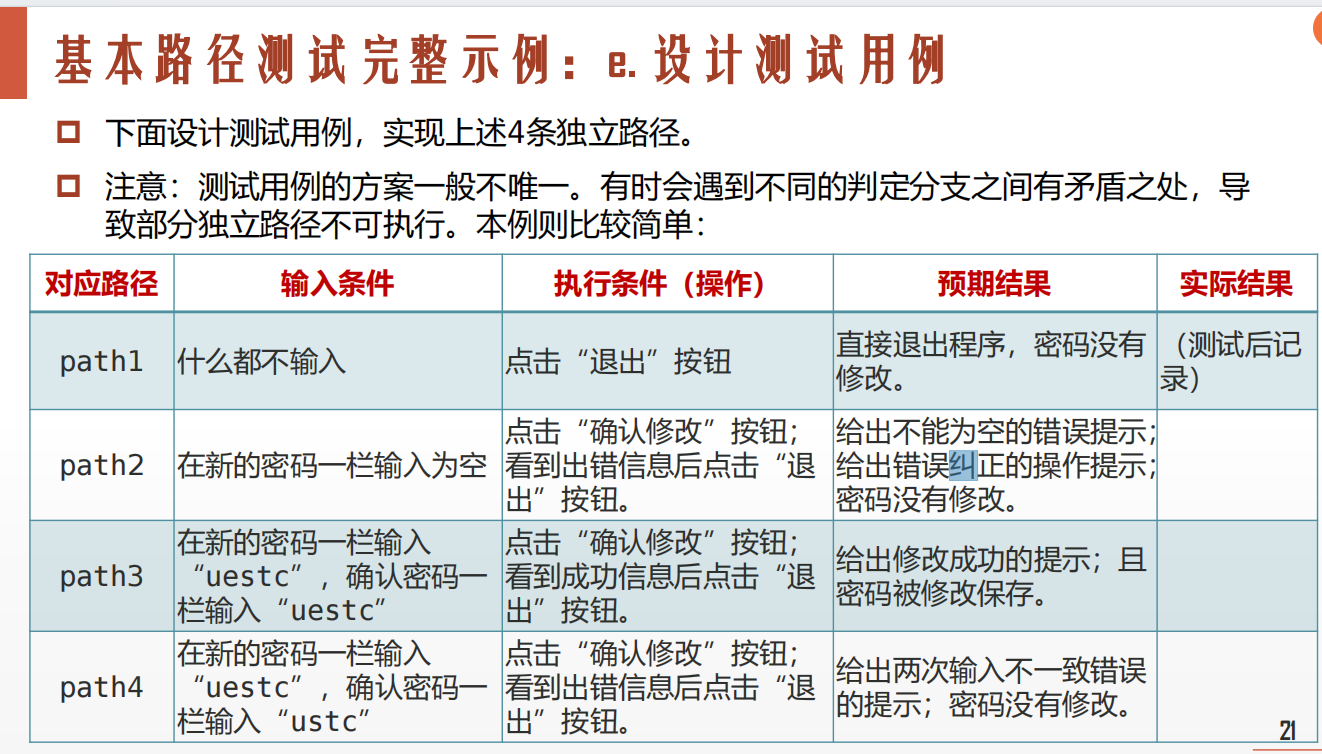 基本路径测试完整示例：e.设计测试用例
下面设计测试用例，实现上述4条独立路径。
注意：测试用例的方案一般不唯一。有时会遇到不同的判定分支之间有矛盾之处，导
致部分独立路径不可执行。本例则比较简单：
对应路径 输入条件 执行条件（操作） 预期结果 实际结果
path1
什么都不输入
点击“退出”按钮
直接退出程序，密码没有
修改。
（测试后记
录）
path2
在新的密码一栏输入为空
点击“确认修改”按钮；
看到出错信息后点击“退
出”按钮。
给出不能为空的错误提示；
给出错误纠正的操作提示；
密码没有修改。
path3
在新的密码一栏输入
“uestc”，确认密码一
栏输入“uestc”
点击“确认修改”按钮；
看到成功信息后点击“退
出”按钮。
给出修改成功的提示；且
密码被修改保存。
path4
在新的密码一栏输入
“uestc”，确认密码一
栏输入“ustc”
点击“确认修改”按钮；
看到出错信息后点击“退
出”按钮。
给出两次输入不一致错误
的提示；密码没有修改。
21